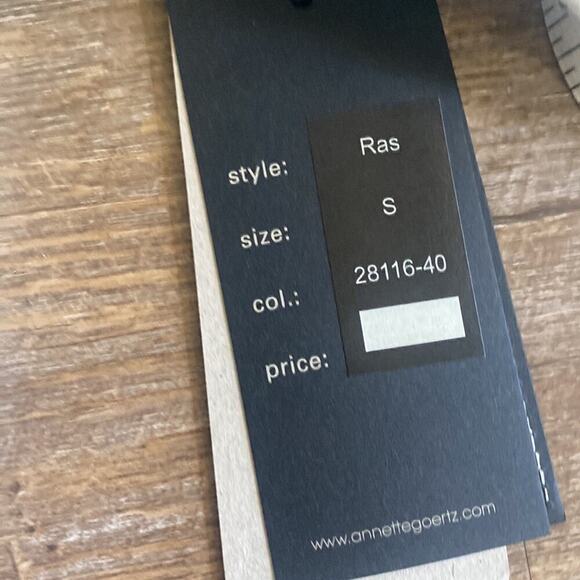 style: Ras
size: S
col.: 28116-40
price:
www.annettegoertz.com